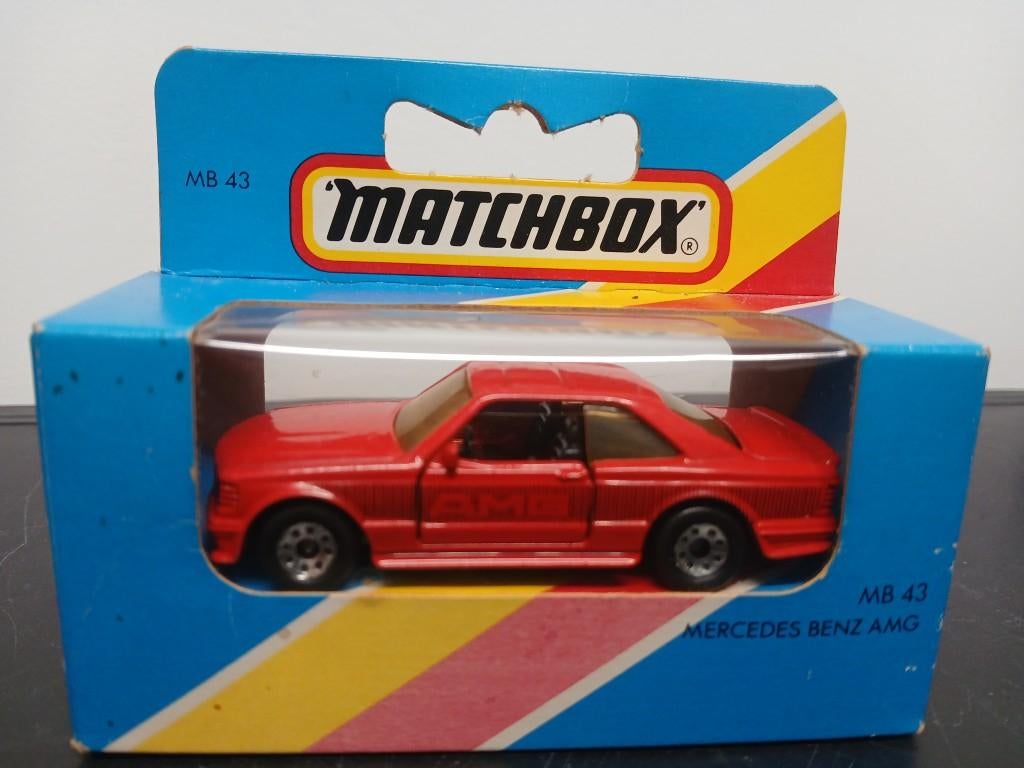 MB 43
'MATCHBOX'®
AMG
MB 43
MERCEDES BENZ AMG